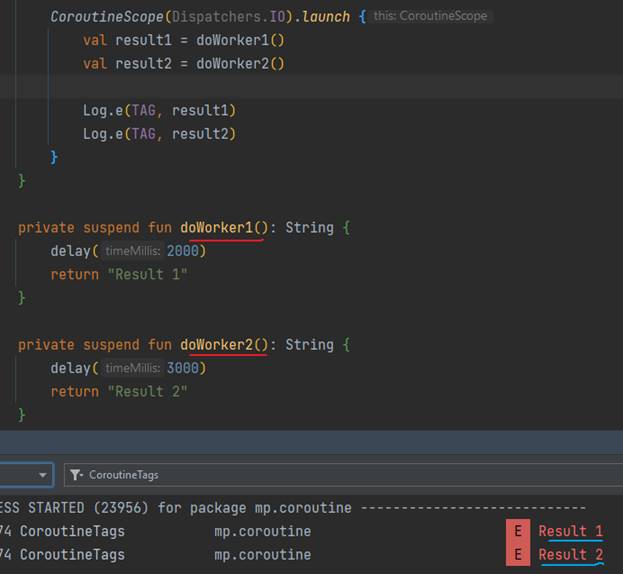 CoroutineScope(Dispatchers.IO).launch { this: CoroutineScope
val result1 = doWorker1()
val result2 = doWorker2()
Log.e(TAG, result1)
Log.e(TAG, result2)
}
}
private suspend fun doWorker1(): String {
delay( timeMillis: 2000)
return "Result 1"
}
private suspend fun doWorker2(): String {
delay( timeMillis: 3000)
return "Result 2"
}
CoroutineTags
ESS STARTED (23956) for package mp.coroutine ----------------------------
74 CoroutineTags mp.coroutine E Result 1
74 CoroutineTags mp.coroutine E Result 2